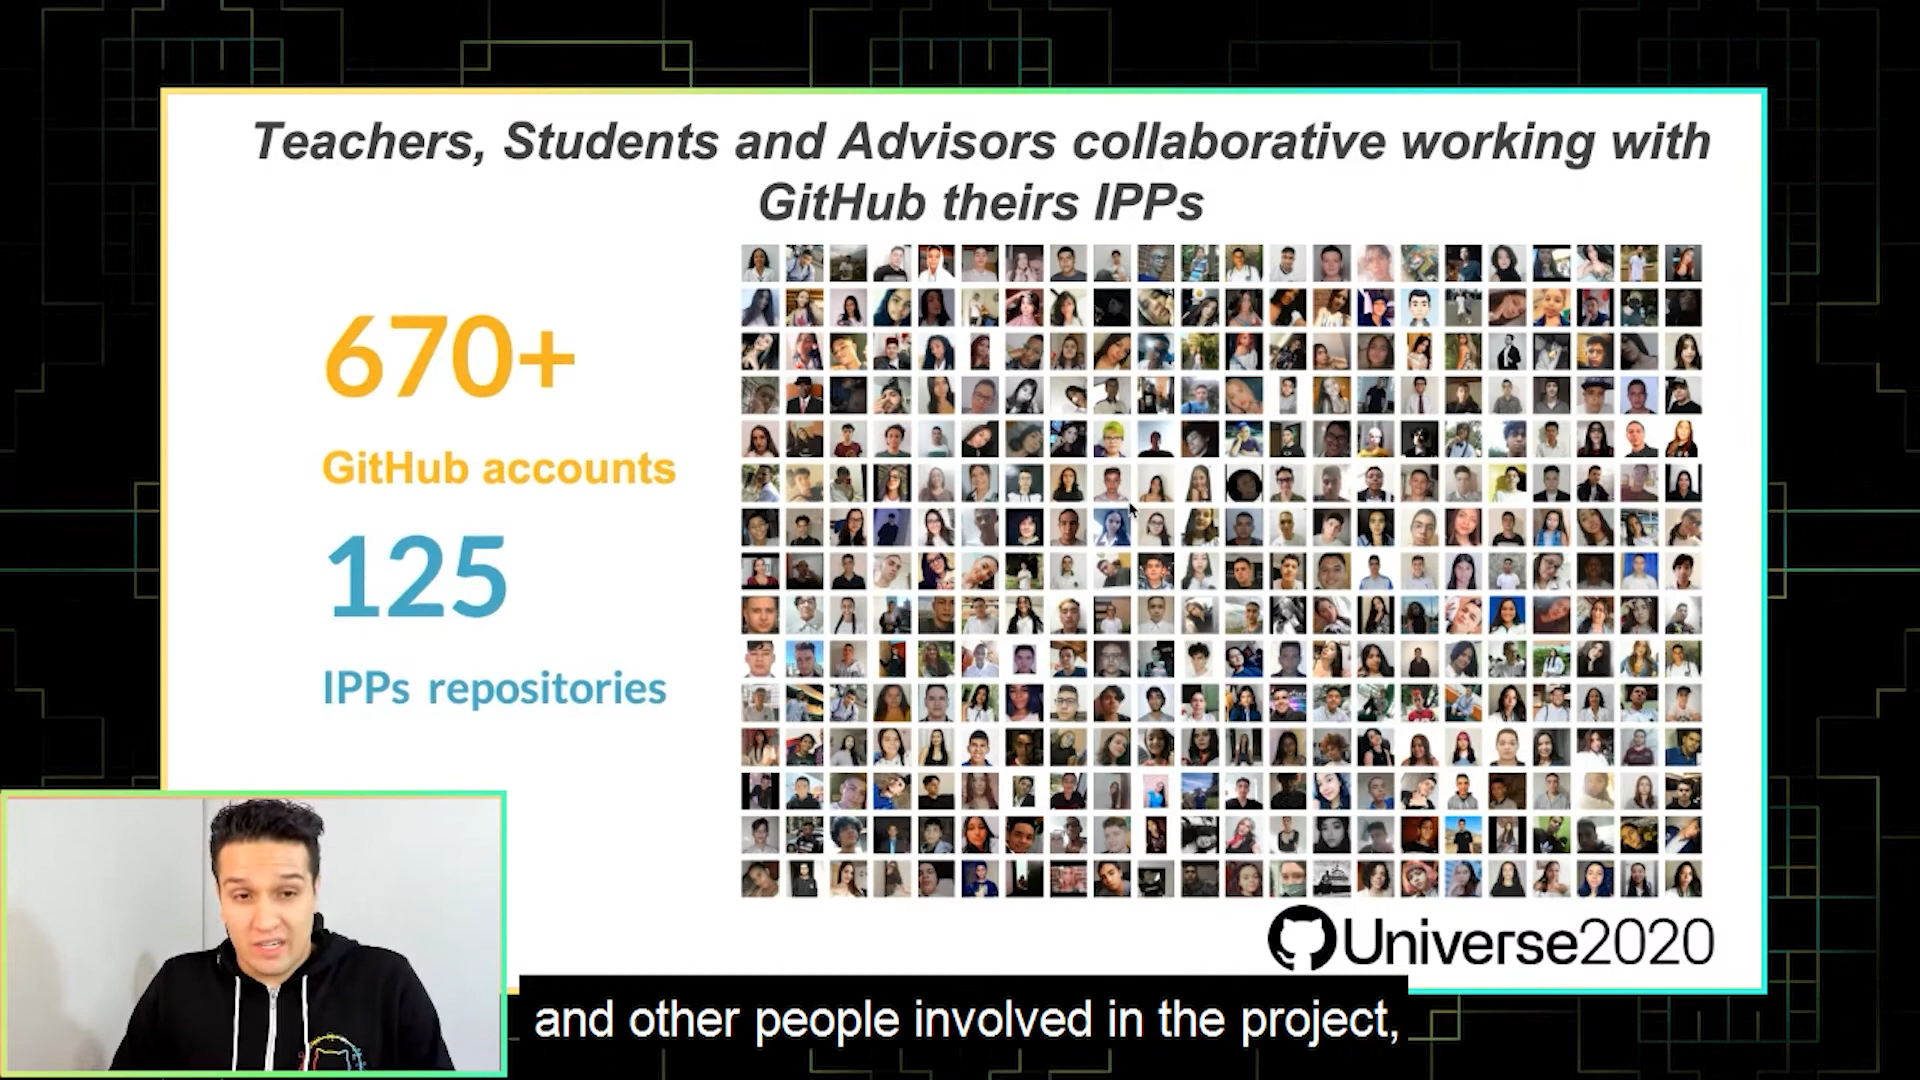 Teachers, Students and Advisors collaborative working with
GitHub theirs IPPs
670+
GitHub accounts
125
IPPs repositories
Universe2020
and other people involved in the project,